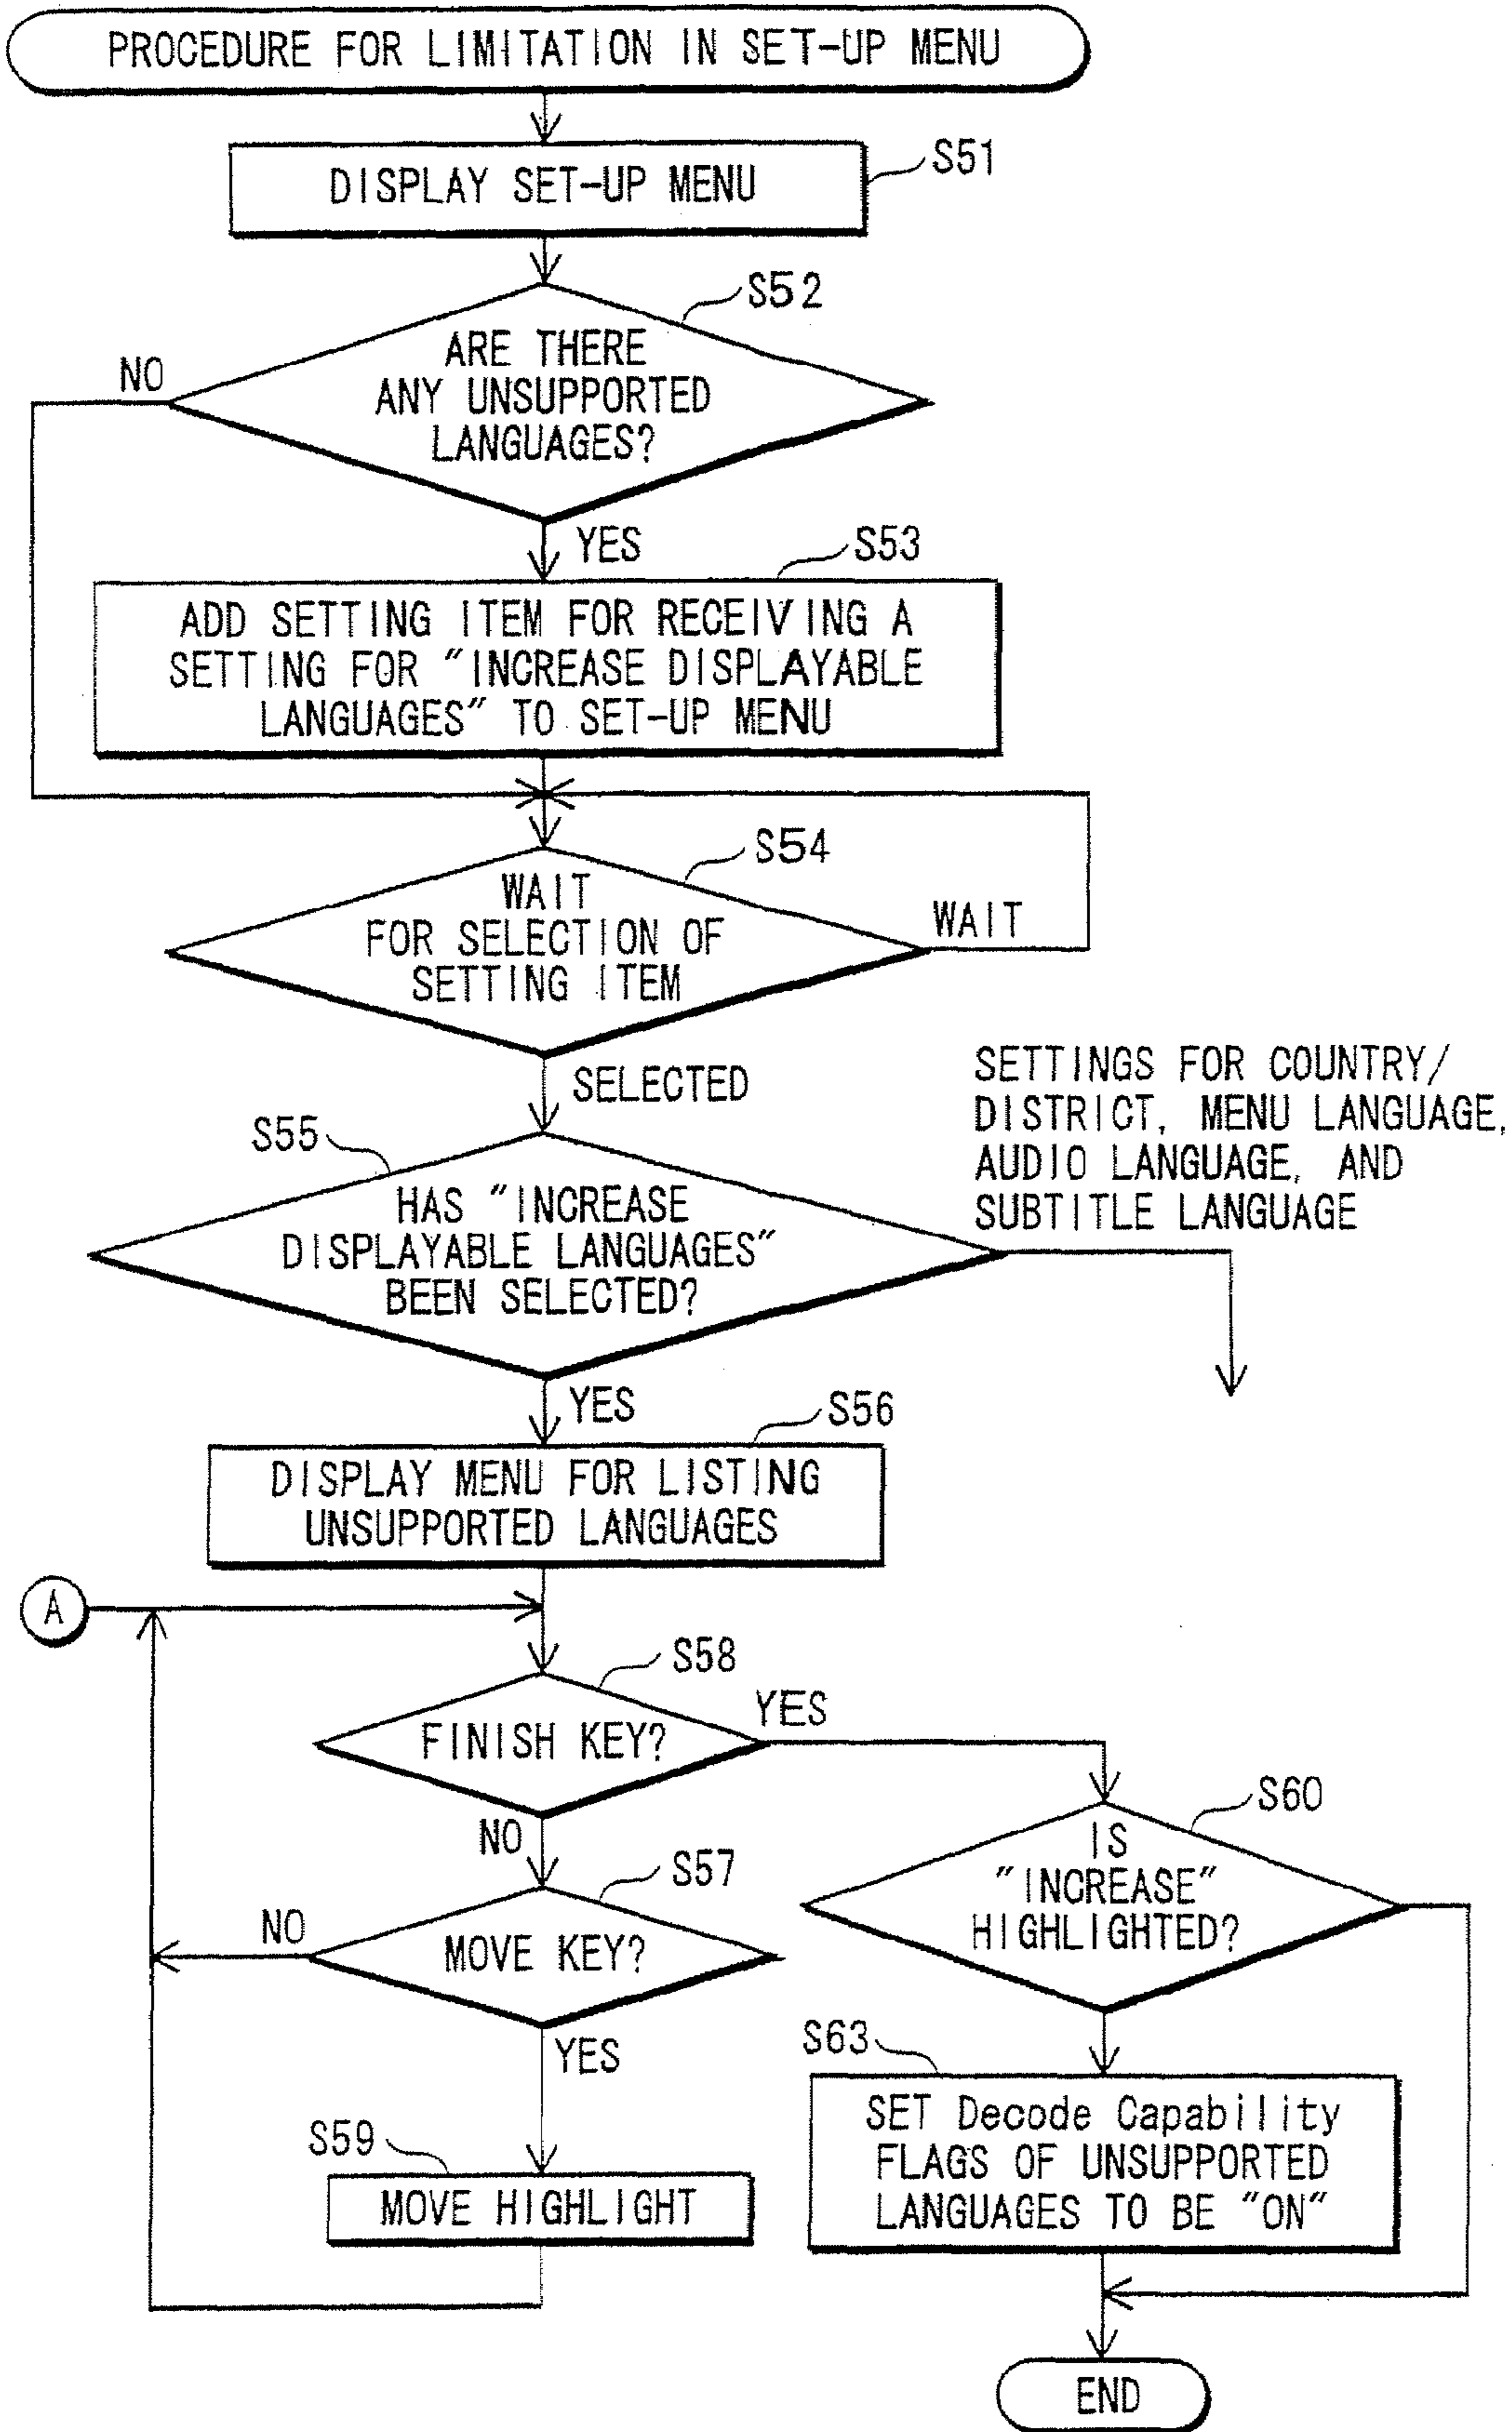 PROCEDURE FOR LIMITATION IN SET-UP MENU
DISPLAY SET-UP MENU
S51
S52
ARE THERE
ANY UNSUPPORTED
LANGUAGES?
NO
YES
S53
ADD SETTING ITEM FOR RECEIVING A
SETTING FOR "INCREASE DISPLAYABLE
LANGUAGES" TO SET-UP MENU
S54
WAIT
FOR SELECTION OF
SETTING ITEM
WAIT
SELECTED
SETTINGS FOR COUNTRY/
DISTRICT, MENU LANGUAGE,
AUDIO LANGUAGE, AND
SUBTITLE LANGUAGE
S55
HAS "INCREASE
DISPLAYABLE LANGUAGES"
BEEN SELECTED?
YES
S56
DISPLAY MENU FOR LISTING
UNSUPPORTED LANGUAGES
A
S58
FINISH KEY?
YES
NO
S57
MOVE KEY?
NO
YES
S59
MOVE HIGHLIGHT
S60
IS
"INCREASE"
HIGHLIGHTED?
S63
SET Decode Capability
FLAGS OF UNSUPPORTED
LANGUAGES TO BE "ON"
END